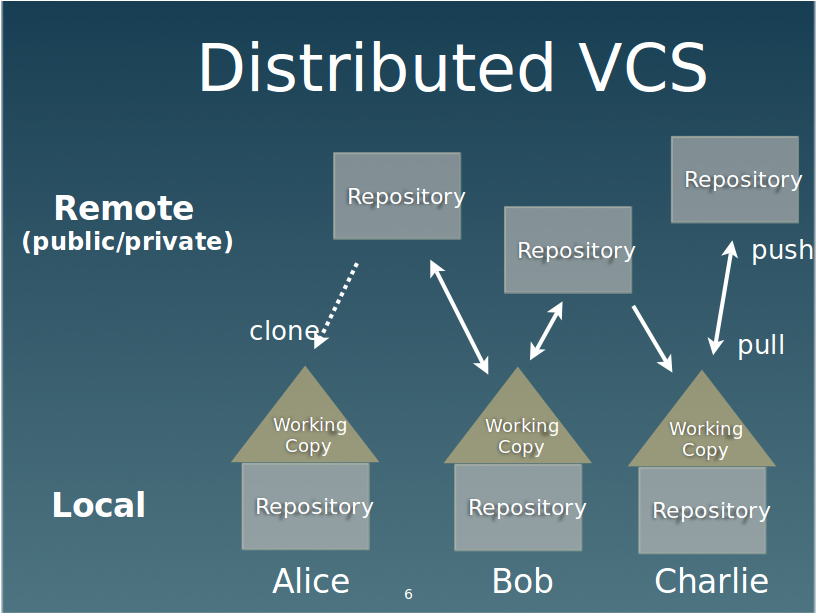 Distributed VCS
Repository
Repository
Repository
Remote
(public/private)
push
clone
pull
Working
Copy
Working
Copy
Working
Copy
Local
Repository
Repository
Repository
Alice
Bob
Charlie
6